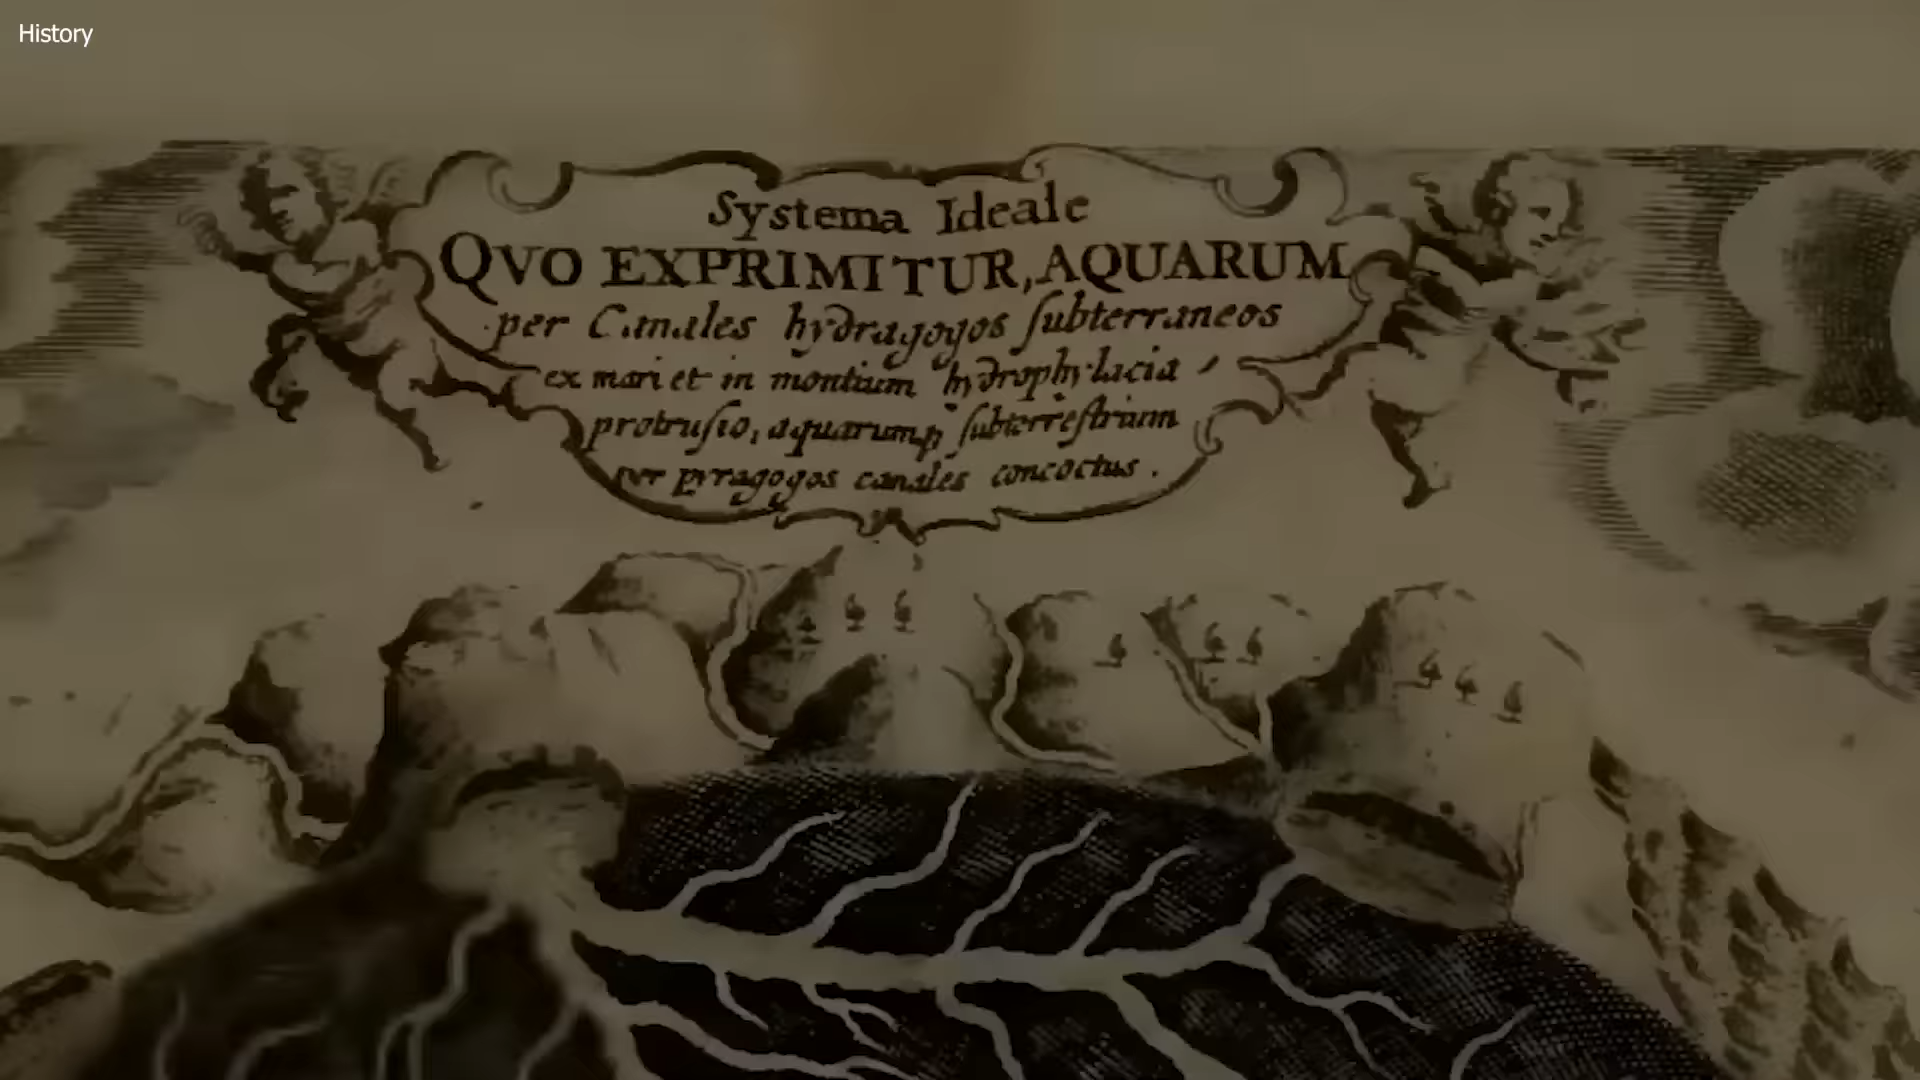 History
Systema Ideale
QVO EXPRIMITUR, AQUARUM
per Canales hydragogos ſubterraneos
ex mari et in montium hydrophylacia
protruſio, aquarumq; ſubterreſtrium
per pyragogos canales concoctus.